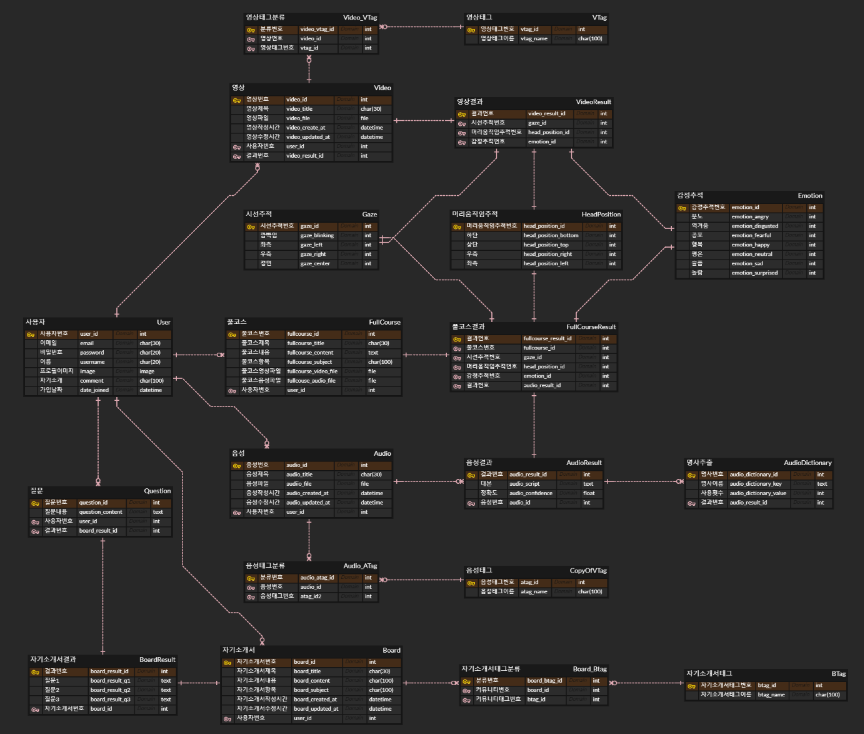 영상태그분류 Video_VTag
분류번호 video_vtag_id int
영상번호 video_id int
영상태그번호 vtag_id int
영상태그 VTag
영상태그번호 vtag_id int
영상태그이름 vtag_name char(100)
영상 Video
영상번호 video_id int
영상제목 video_title char(30)
영상파일 video_file file
영상작성시간 video_create_at datetime
영상수정시간 video_updated_at datetime
사용자번호 user_id int
결과번호 video_result_id int
영상결과 VideoResult
결과번호 video_result_id int
시선추적번호 gaze_id int
머리움직임추적번호 head_position_id int
감정추적번호 emotion_id int
시선추적 Gaze
시선추적번호 gaze_id int
gaze_blinking int
좌측 gaze_left int
우측 gaze_right int
정면 gaze_center int
머리움직임추적 HeadPosition
머리움직임추적번호 head_position_id int
하단 head_position_bottom int
상단 head_position_top int
우측 head_position_right int
좌측 head_position_left int
감정추적 Emotion
감정추적번호 emotion_id int
분노 emotion_angry int
역겨움 emotion_disgusted int
공포 emotion_fearful int
행복 emotion_happy int
평온 emotion_neutral int
슬픔 emotion_sad int
놀람 emotion_surprised int
사용자 User
사용자번호 user_id int
이메일 email char(30)
비밀번호 password char(20)
이름 username char(20)
프로필이미지 image image
자기소개 comment char(100)
가입날짜 date_joined datetime
풀코스 FullCourse
풀코스번호 fullcourse_id int
풀코스제목 fullcourse_title char(30)
풀코스내용 fullcourse_content text
풀코스항목 fullcourse_subject char(100)
풀코스영상파일 fullcourse_video_file file
풀코스음성파일 fullcourse_audio_file file
사용자번호 user_id int
풀코스결과 FullCourseResult
결과번호 fullcourse_result_id int
풀코스번호 fullcourse_id int
시선추적번호 gaze_id int
머리움직임추적번호 head_position_id int
감정추적번호 emotion_id int
결과번호 audio_result_id int
음성 Audio
음성번호 audio_id int
음성제목 audio_title char(30)
음성파일 audio_file file
음성작성시간 audio_created_at datetime
음성수정시간 audio_updated_at datetime
사용자번호 user_id int
음성결과 AudioResult
결과번호 audio_result_id int
대본 audio_script text
정확도 audio_confidence float
음성번호 audio_id int
명사추출 AudioDictionary
명사번호 audio_dictionary_id int
명사이름 audio_dictionary_key text
사용횟수 audio_dictionary_value int
결과번호 audio_result_id int
질문 Question
질문번호 question_id int
질문내용 question_content text
사용자번호 user_id int
결과번호 board_result_id int
음성태그분류 Audio_ATag
분류번호 audio_atag_id int
음성번호 audio_id int
음성태그번호 atag_id2 int
음성태그 CopyOfVTag
음성태그번호 atag_id int
atag_name char(100)
자기소개서결과 BoardResult
결과번호 board_result_id int
질문1 board_result_q1 text
질문2 board_result_q2 text
질문3 board_result_q3 text
자기소개서번호 board_id int
자기소개서 Board
자기소개서번호 board_id int
자기소개서제목 board_title char(30)
자기소개서내용 board_content char(100)
자기소개서항목 board_subject char(100)
자기소개서작성시간 board_created_at datetime
자기소개서수정시간 board_updated_at datetime
사용자번호 user_id int
자기소개서태그분류 Board_Btag
분류번호 board_btag_id int
커뮤니티번호 board_id int
커뮤니티태그번호 btag_id int
자기소개서태그 BTag
자기소개서태그번호 btag_id int
자기소개서태그이름 btag_name char(100)